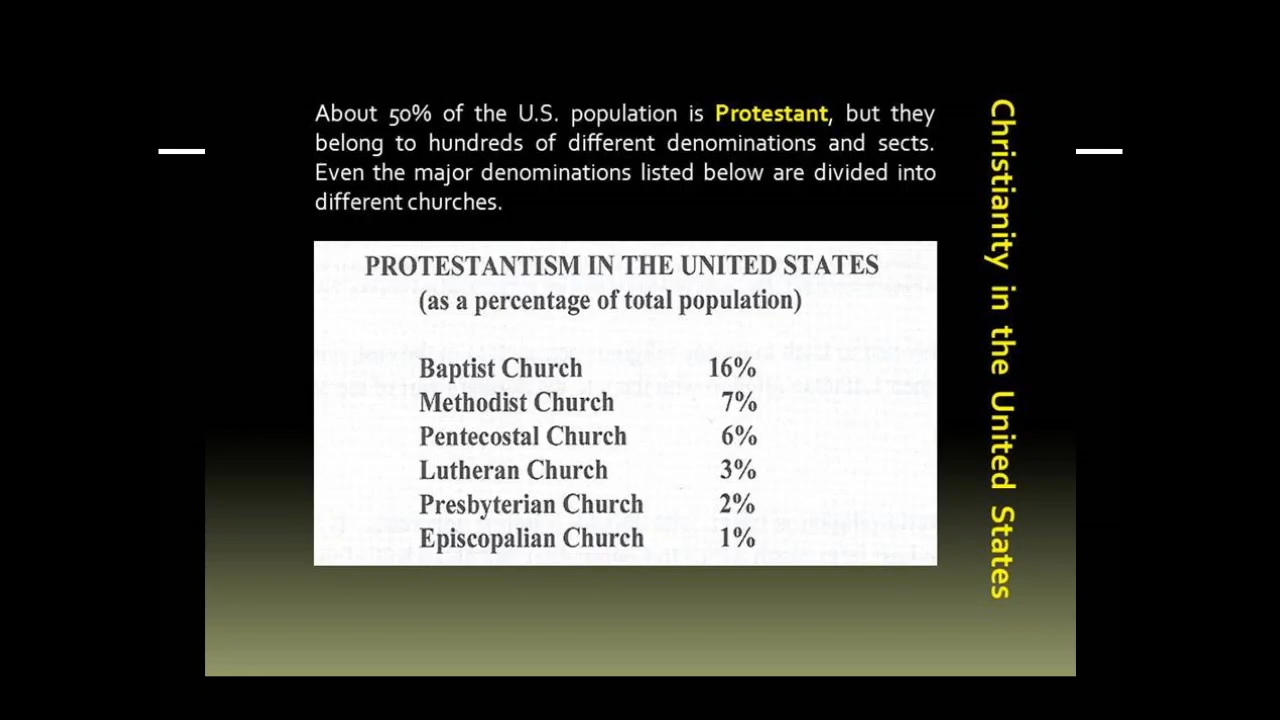 About 50% of the U.S. population is Protestant, but they
belong to hundreds of different denominations and sects.
Even the major denominations listed below are divided into
different churches.
PROTESTANTISM IN THE UNITED STATES
(as a percentage of total population)
Baptist Church 16%
Methodist Church 7%
Pentecostal Church 6%
Lutheran Church 3%
Presbyterian Church 2%
Episcopalian Church 1%
Christianity in the United States